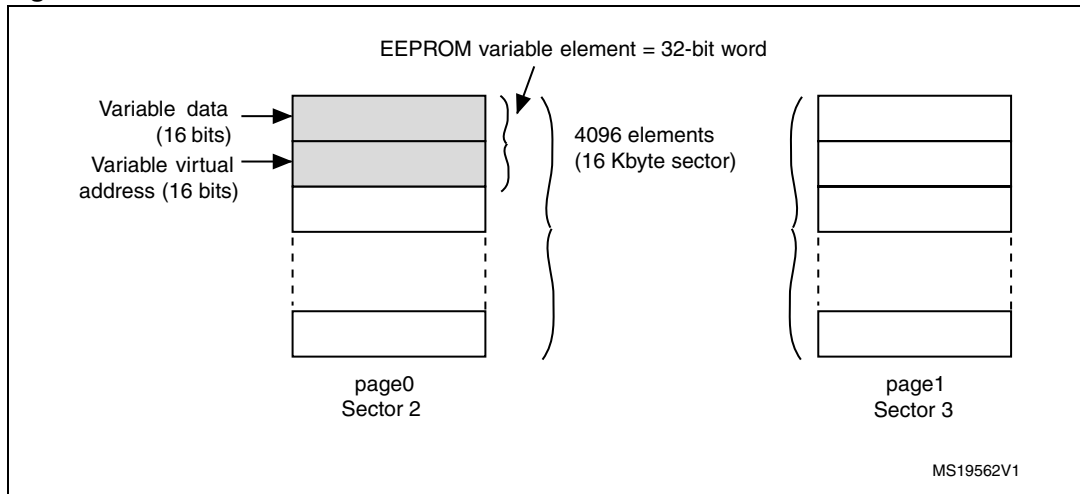 EEPROM variable element = 32-bit word
Variable data
(16 bits)
Variable virtual
address (16 bits)
4096 elements
(16 Kbyte sector)
page0
Sector 2
page1
Sector 3
MS19562V1